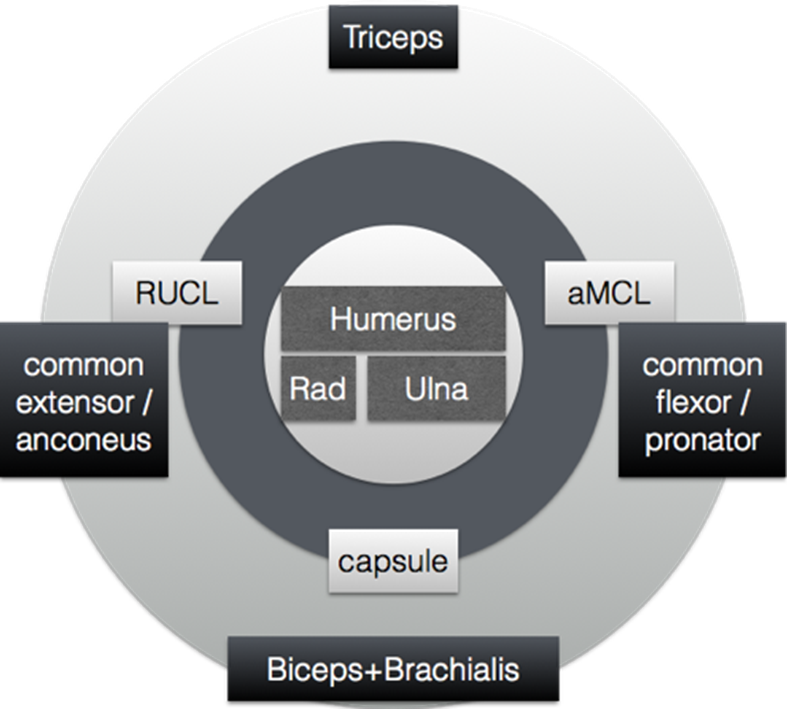 Triceps
RUCL
aMCL
Humerus
Rad
Ulna
common
extensor /
anconeus
common
flexor /
pronator
capsule
Biceps+Brachialis